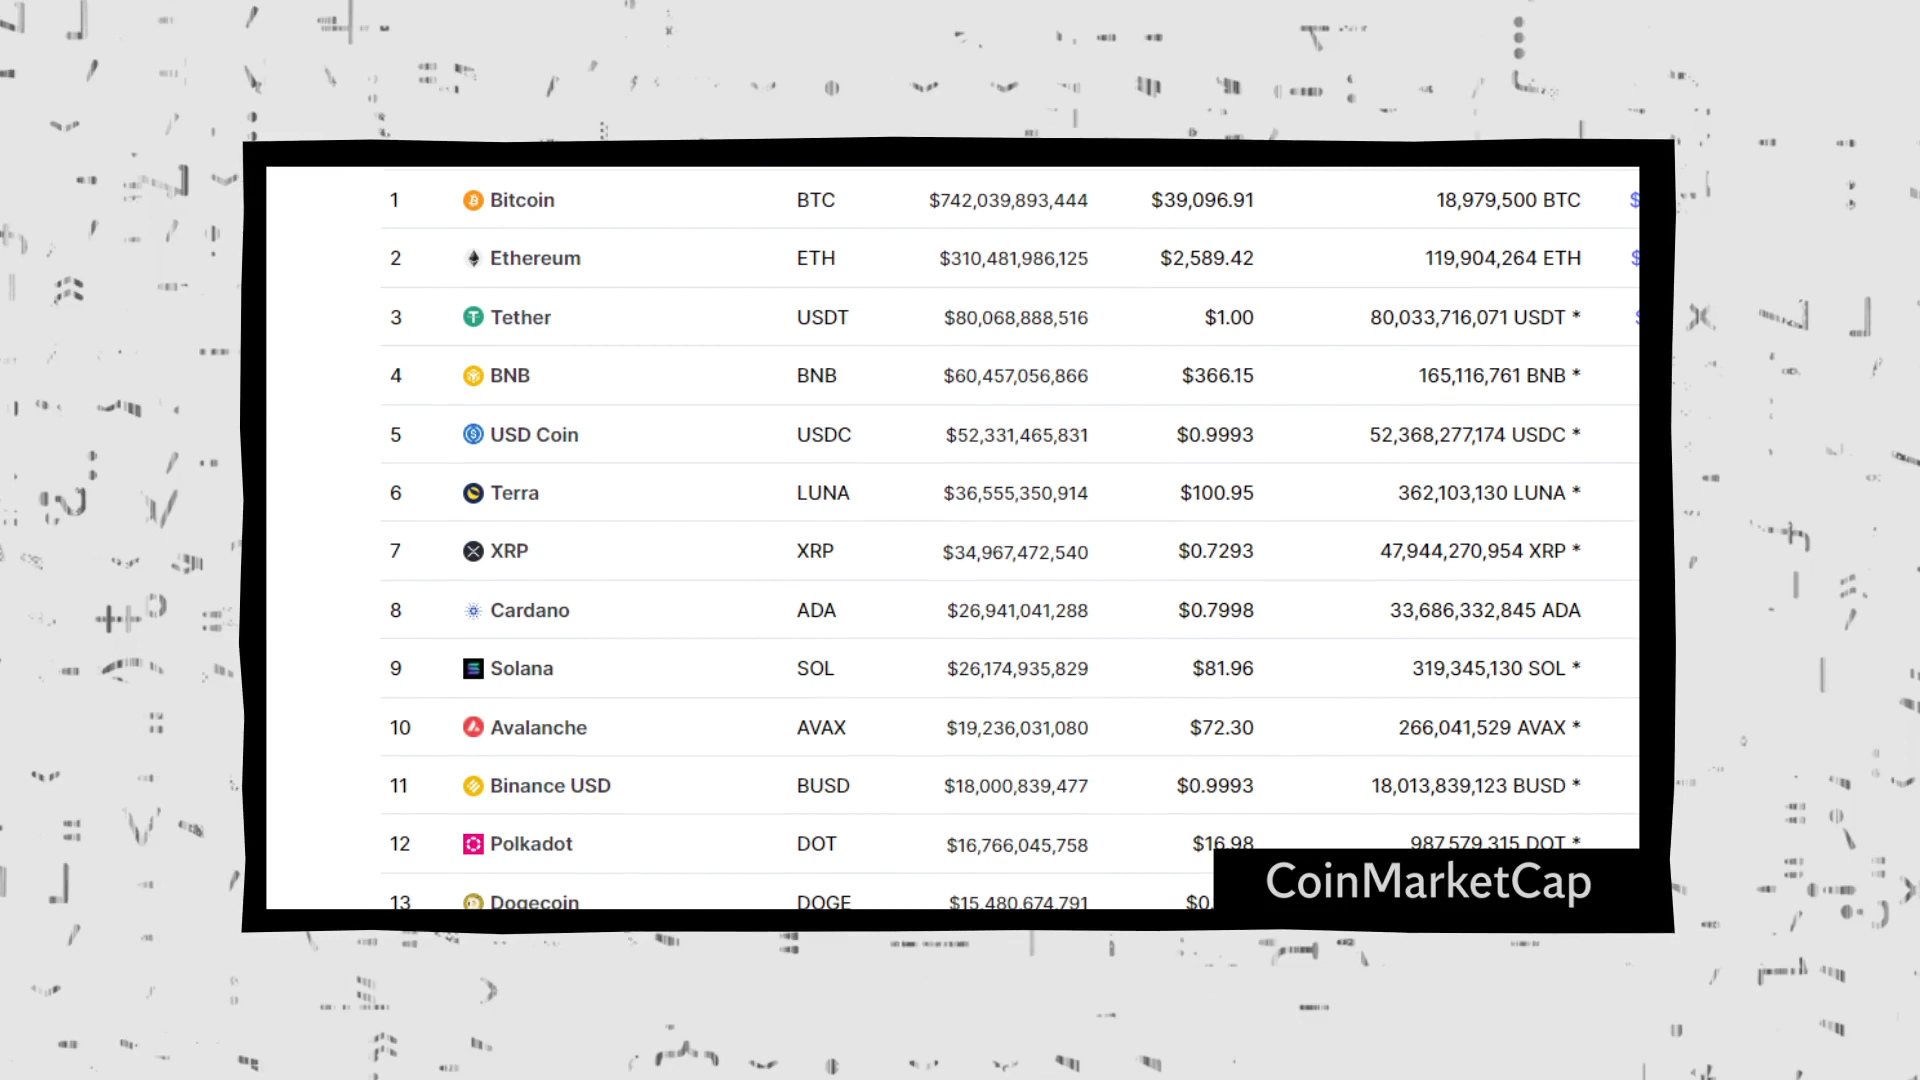 1 Bitcoin BTC $742,039,893,444 $39,096.91 18,979,500 BTC $
2 Ethereum ETH $310,481,986,125 $2,589.42 119,904,264 ETH $
3 Tether USDT $80,068,888,516 $1.00 80,033,716,071 USDT *
4 BNB BNB $60,457,056,866 $366.15 165,116,761 BNB *
5 USD Coin USDC $52,331,465,831 $0.9993 52,368,277,174 USDC *
6 Terra LUNA $36,555,350,914 $100.95 362,103,130 LUNA *
7 XRP XRP $34,967,472,540 $0.7293 47,944,270,954 XRP *
8 Cardano ADA $26,941,041,288 $0.7998 33,686,332,845 ADA
9 Solana SOL $26,174,935,829 $81.96 319,345,130 SOL *
10 Avalanche AVAX $19,236,031,080 $72.30 266,041,529 AVAX *
11 Binance USD BUSD $18,000,839,477 $0.9993 18,013,839,123 BUSD *
12 Polkadot DOT $16,766,045,758 $16.98 987,579,315 DOT *
13 Dogecoin DOGE $15,480,674,791 $0.
CoinMarketCap